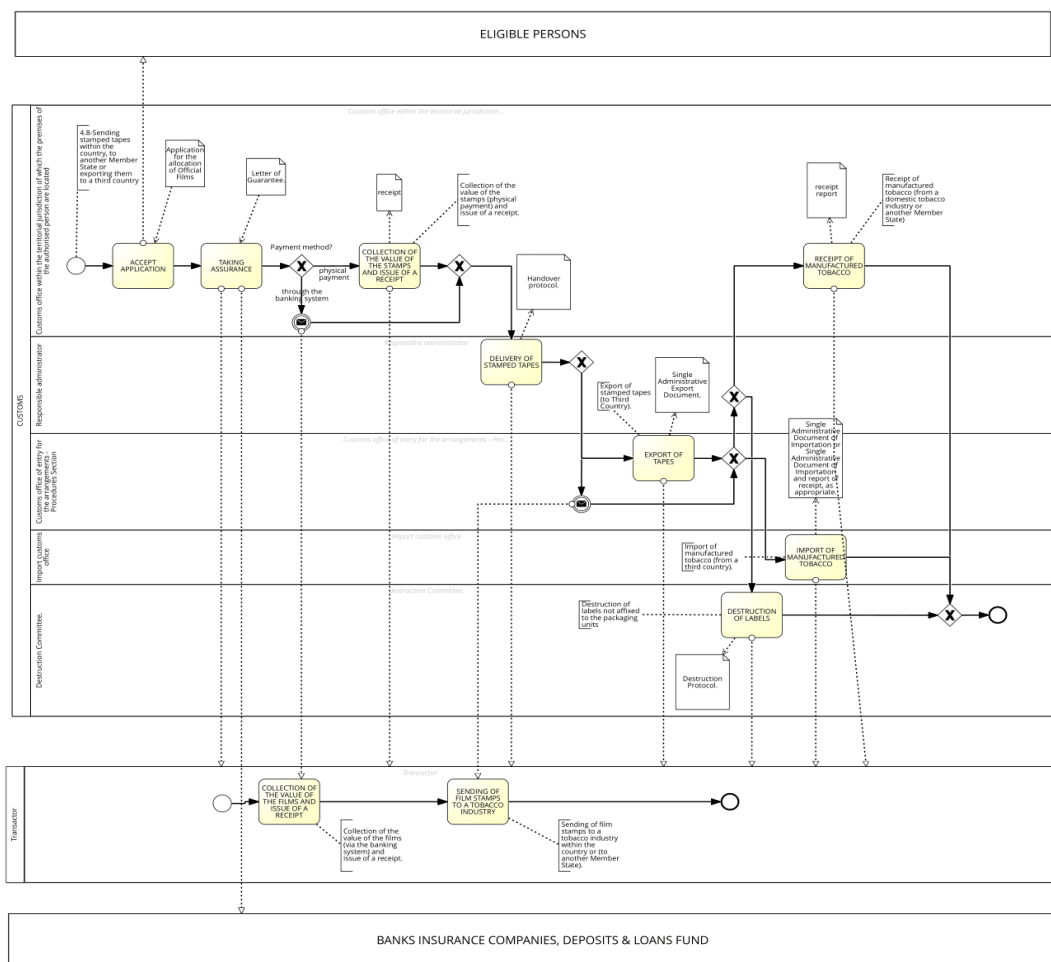 ELIGIBLE PERSONS
CUSTOMS
Customs office within the territorial jurisdiction of which the premises of
the authorised person are located
Customs office within the territorial jurisdiction...
4.8-Sending
stamped tapes
within the
country, to
another Member
State or
exporting them
to a third country
Application
for the
allocation
of Official
Films
Letter of
Guarantee.
receipt
Collection of the
value of the
stamps (physical
payment) and
issue of a receipt.
receipt
report
Receipt of
manufactured
tobacco (from a
domestic tobacco
industry or
another Member
State)
ACCEPT
APPLICATION
TAKING
ASSURANCE
Payment method?
physical
payment
through the
banking system
COLLECTION OF
THE VALUE OF
THE STAMPS
AND ISSUE OF A
RECEIPT
RECEIPT OF
MANUFACTURED
TOBACCO
Handover
protocol.
Responsible administrator
Responsible administrator
DELIVERY OF
STAMPED TAPES
Export of
stamped tapes
(to Third
Country).
Single
Administrative
Export
Document.
Customs office of entry for
the arrangements -
Procedures Section
Customs office of entry for the arrangements - Pro...
EXPORT OF
TAPES
Single
Administrative
Document of
Importation or
Single
Administrative
Document of
Importation
and report of
receipt, as
appropriate.
Import customs
office
Import customs office
Import of
manufactured
tobacco (from a
third country).
IMPORT OF
MANUFACTURED
TOBACCO
Destruction Committee.
Destruction Committee.
Destruction of
labels not affixed
to the packaging
units
DESTRUCTION
OF LABELS
Destruction
Protocol.
Transactor
Transactor
COLLECTION OF
THE VALUE OF
THE FILMS AND
ISSUE OF A
RECEIPT
SENDING OF
FILM STAMPS
TO A TOBACCO
INDUSTRY
Collection of the
value of the films
(via the banking
system) and
issue of a receipt.
Sending of film
stamps to a
tobacco industry
within the
country or (to
another Member
State).
BANKS INSURANCE COMPANIES, DEPOSITS & LOANS FUND